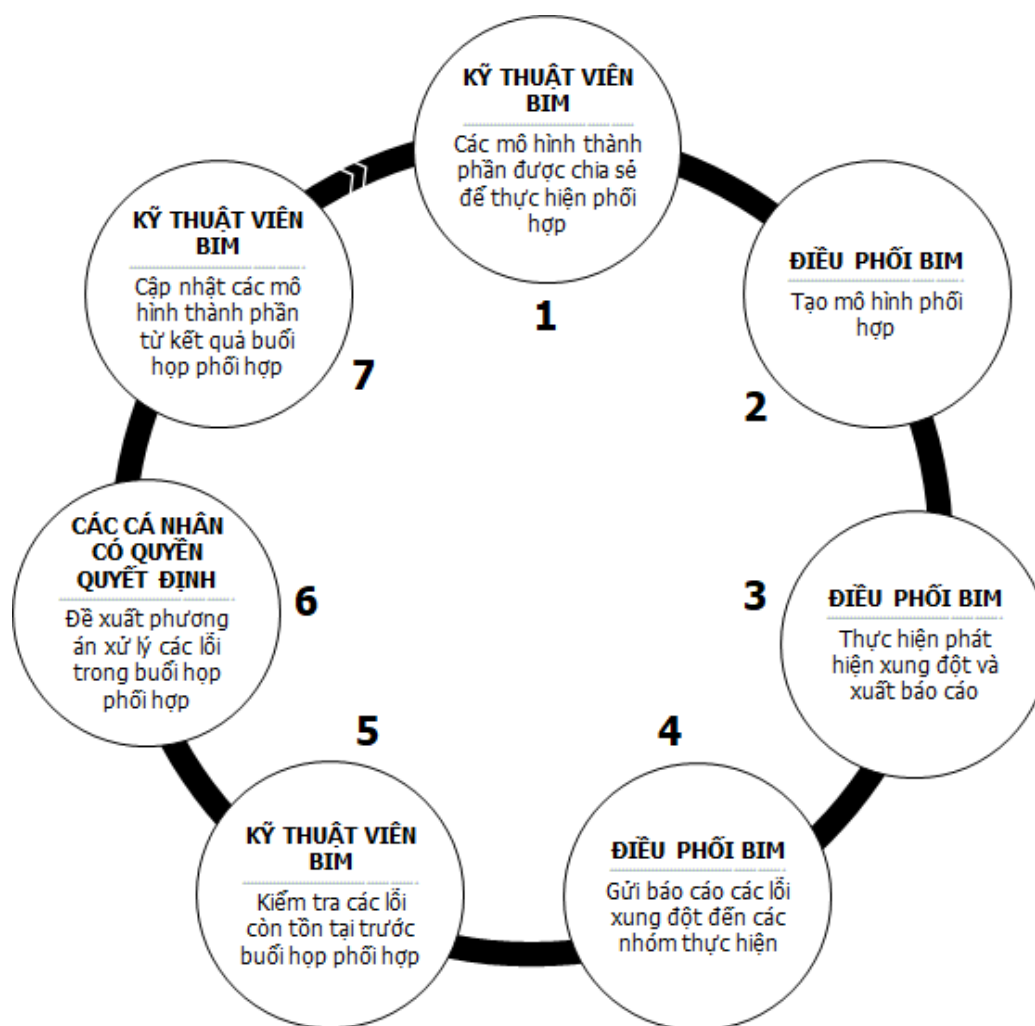 KỸ THUẬT VIÊN
BIM
Các mô hình thành
phần được chia sẻ
để thực hiện phối
hợp
1
ĐIỀU PHỐI BIM
Tạo mô hình phối
hợp
2
ĐIỀU PHỐI BIM
Thực hiện phát
hiện xung đột và
xuất báo cáo
3
ĐIỀU PHỐI BIM
Gửi báo cáo các lỗi
xung đột đến các
nhóm thực hiện
4
KỸ THUẬT VIÊN
BIM
Kiểm tra các lỗi
còn tồn tại trước
buổi họp phối hợp
5
CÁC CÁ NHÂN
CÓ QUYỀN
QUYẾT ĐỊNH
Đề xuất phương
án xử lý các lỗi
trong buổi họp
phối hợp
6
KỸ THUẬT VIÊN
BIM
Cập nhật các mô
hình thành phần
từ kết quả buổi
họp phối hợp
7